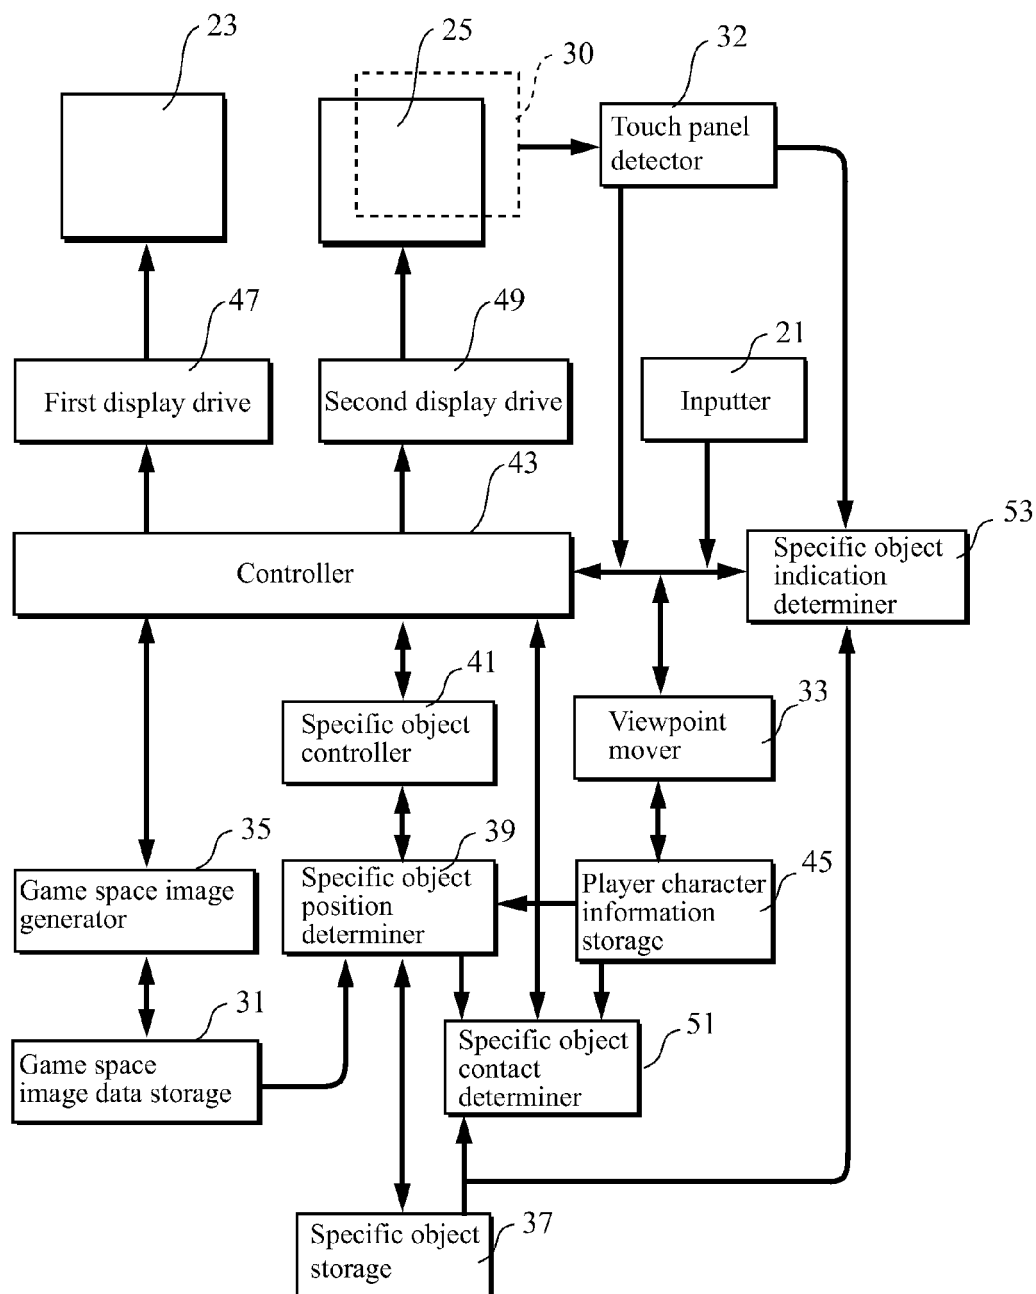 23
25
30
32
Touch panel
detector
47
49
21
First display drive
Second display drive
Inputter
43
53
Controller
Specific object
indication
determiner
41
33
Specific object
controller
Viewpoint
mover
35
39
45
Game space image
generator
Specific object
position
determiner
Player character
information
storage
31
51
Game space
image data storage
Specific object
contact
determiner
37
Specific object
storage